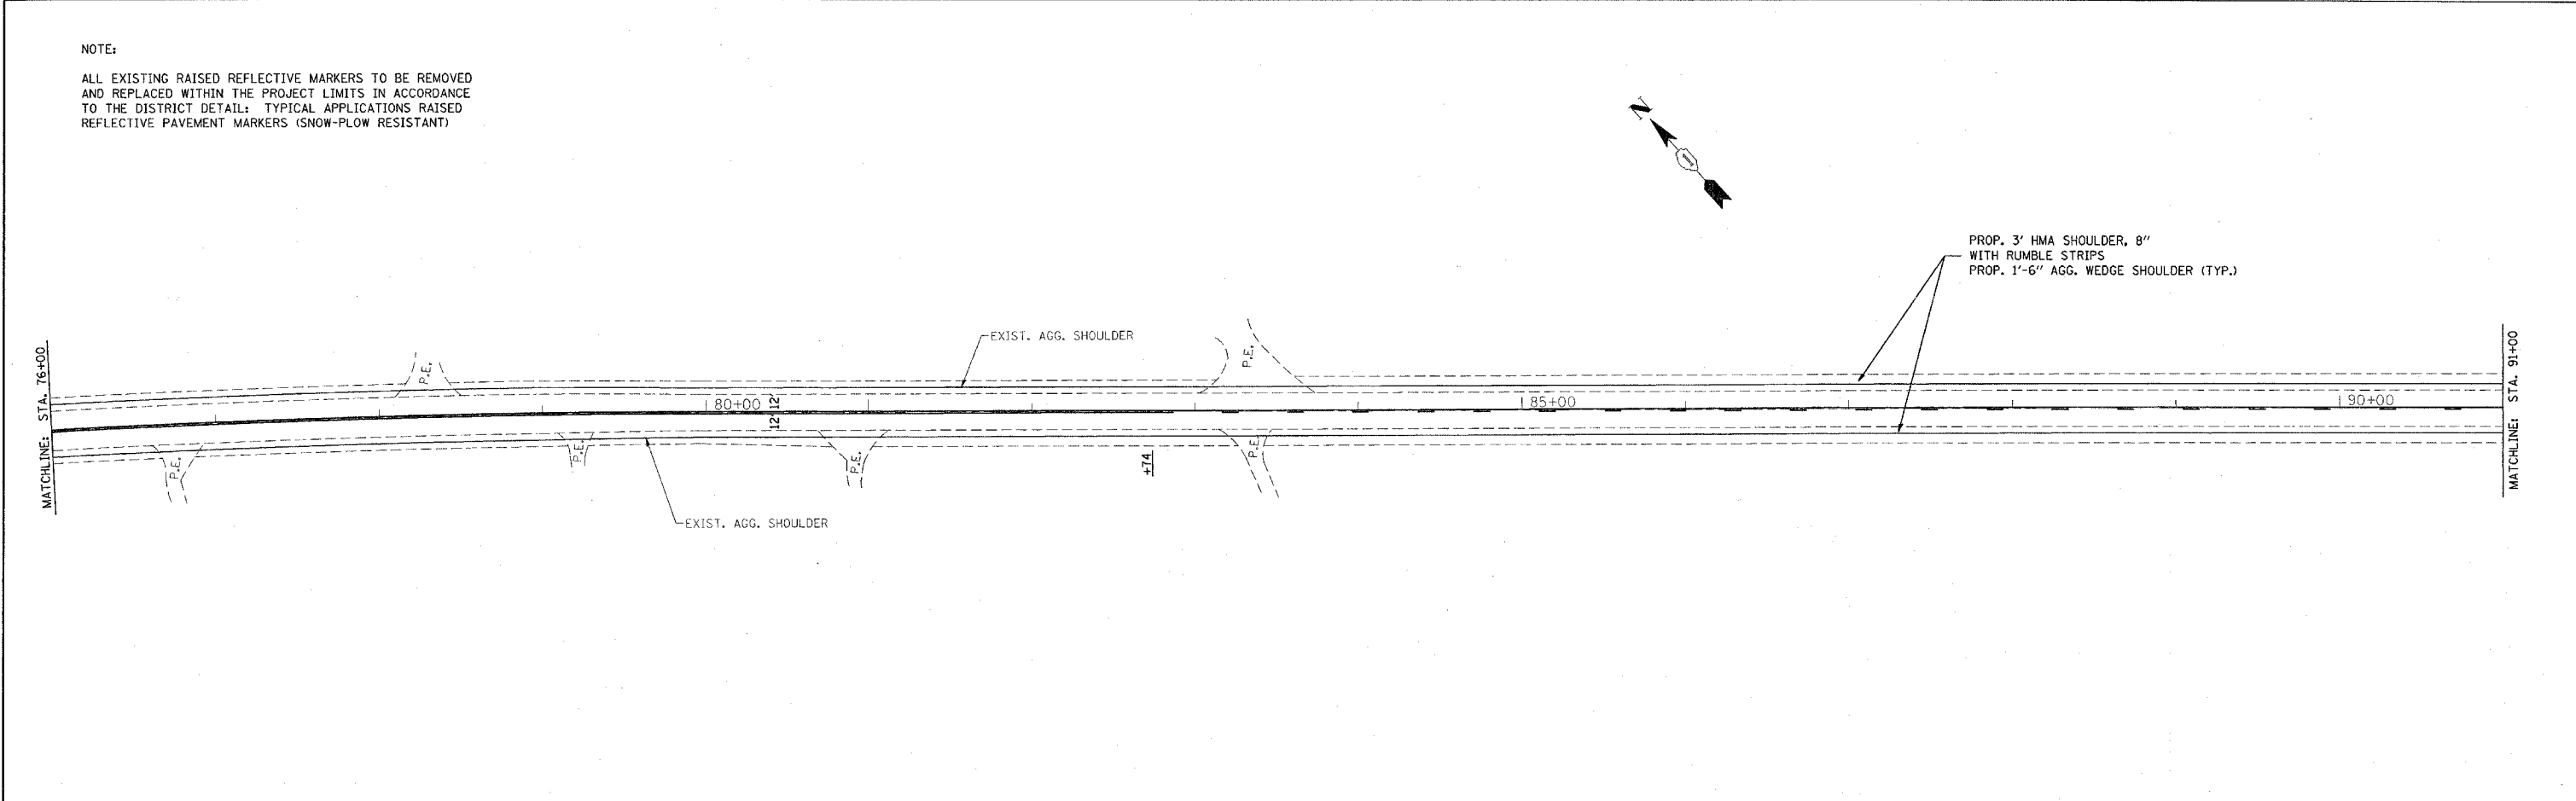 NOTE:
ALL EXISTING RAISED REFLECTIVE MARKERS TO BE REMOVED
AND REPLACED WITHIN THE PROJECT LIMITS IN ACCORDANCE
TO THE DISTRICT DETAIL: TYPICAL APPLICATIONS RAISED
REFLECTIVE PAVEMENT MARKERS (SNOW-PLOW RESISTANT)
N
1
PROP. 3' HMA SHOULDER, 8"
WITH RUMBLE STRIPS
PROP. 1'-6" AGG. WEDGE SHOULDER (TYP.)
MATCHLINE: STA. 76+00
P.E.
EXIST. AGG. SHOULDER
P.E.
80+00
12'
12'
85+00
90+00
MATCHLINE: STA. 91+00
P.E.
P.E.
P.E.
+74
P.E.
EXIST. AGG. SHOULDER